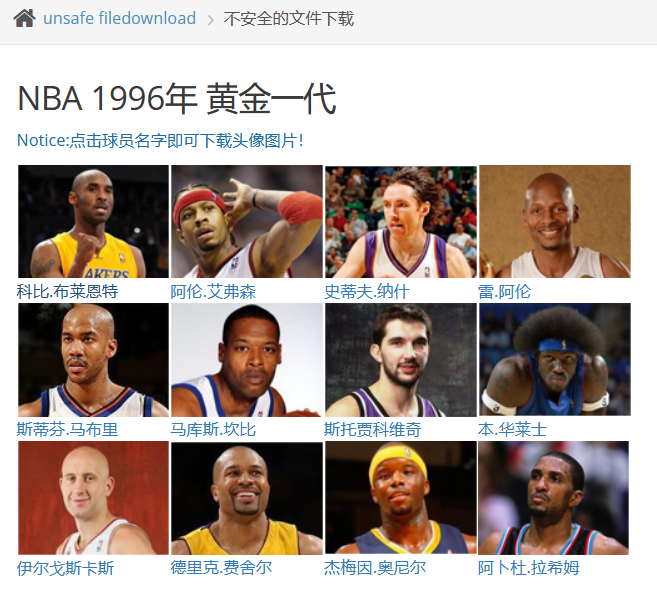 unsafe filedownload > 不安全的文件下载
NBA 1996年 黄金一代
Notice:点击球员名字即可下载头像图片！
LAKERS
科比.布莱恩特 阿伦.艾弗森 史蒂夫.纳什 雷.阿伦
斯蒂芬.马布里 马库斯.坎比 斯托贾科维奇 本.华莱士
伊尔戈斯卡斯 德里克.费舍尔 杰梅因.奥尼尔 阿卜杜.拉希姆